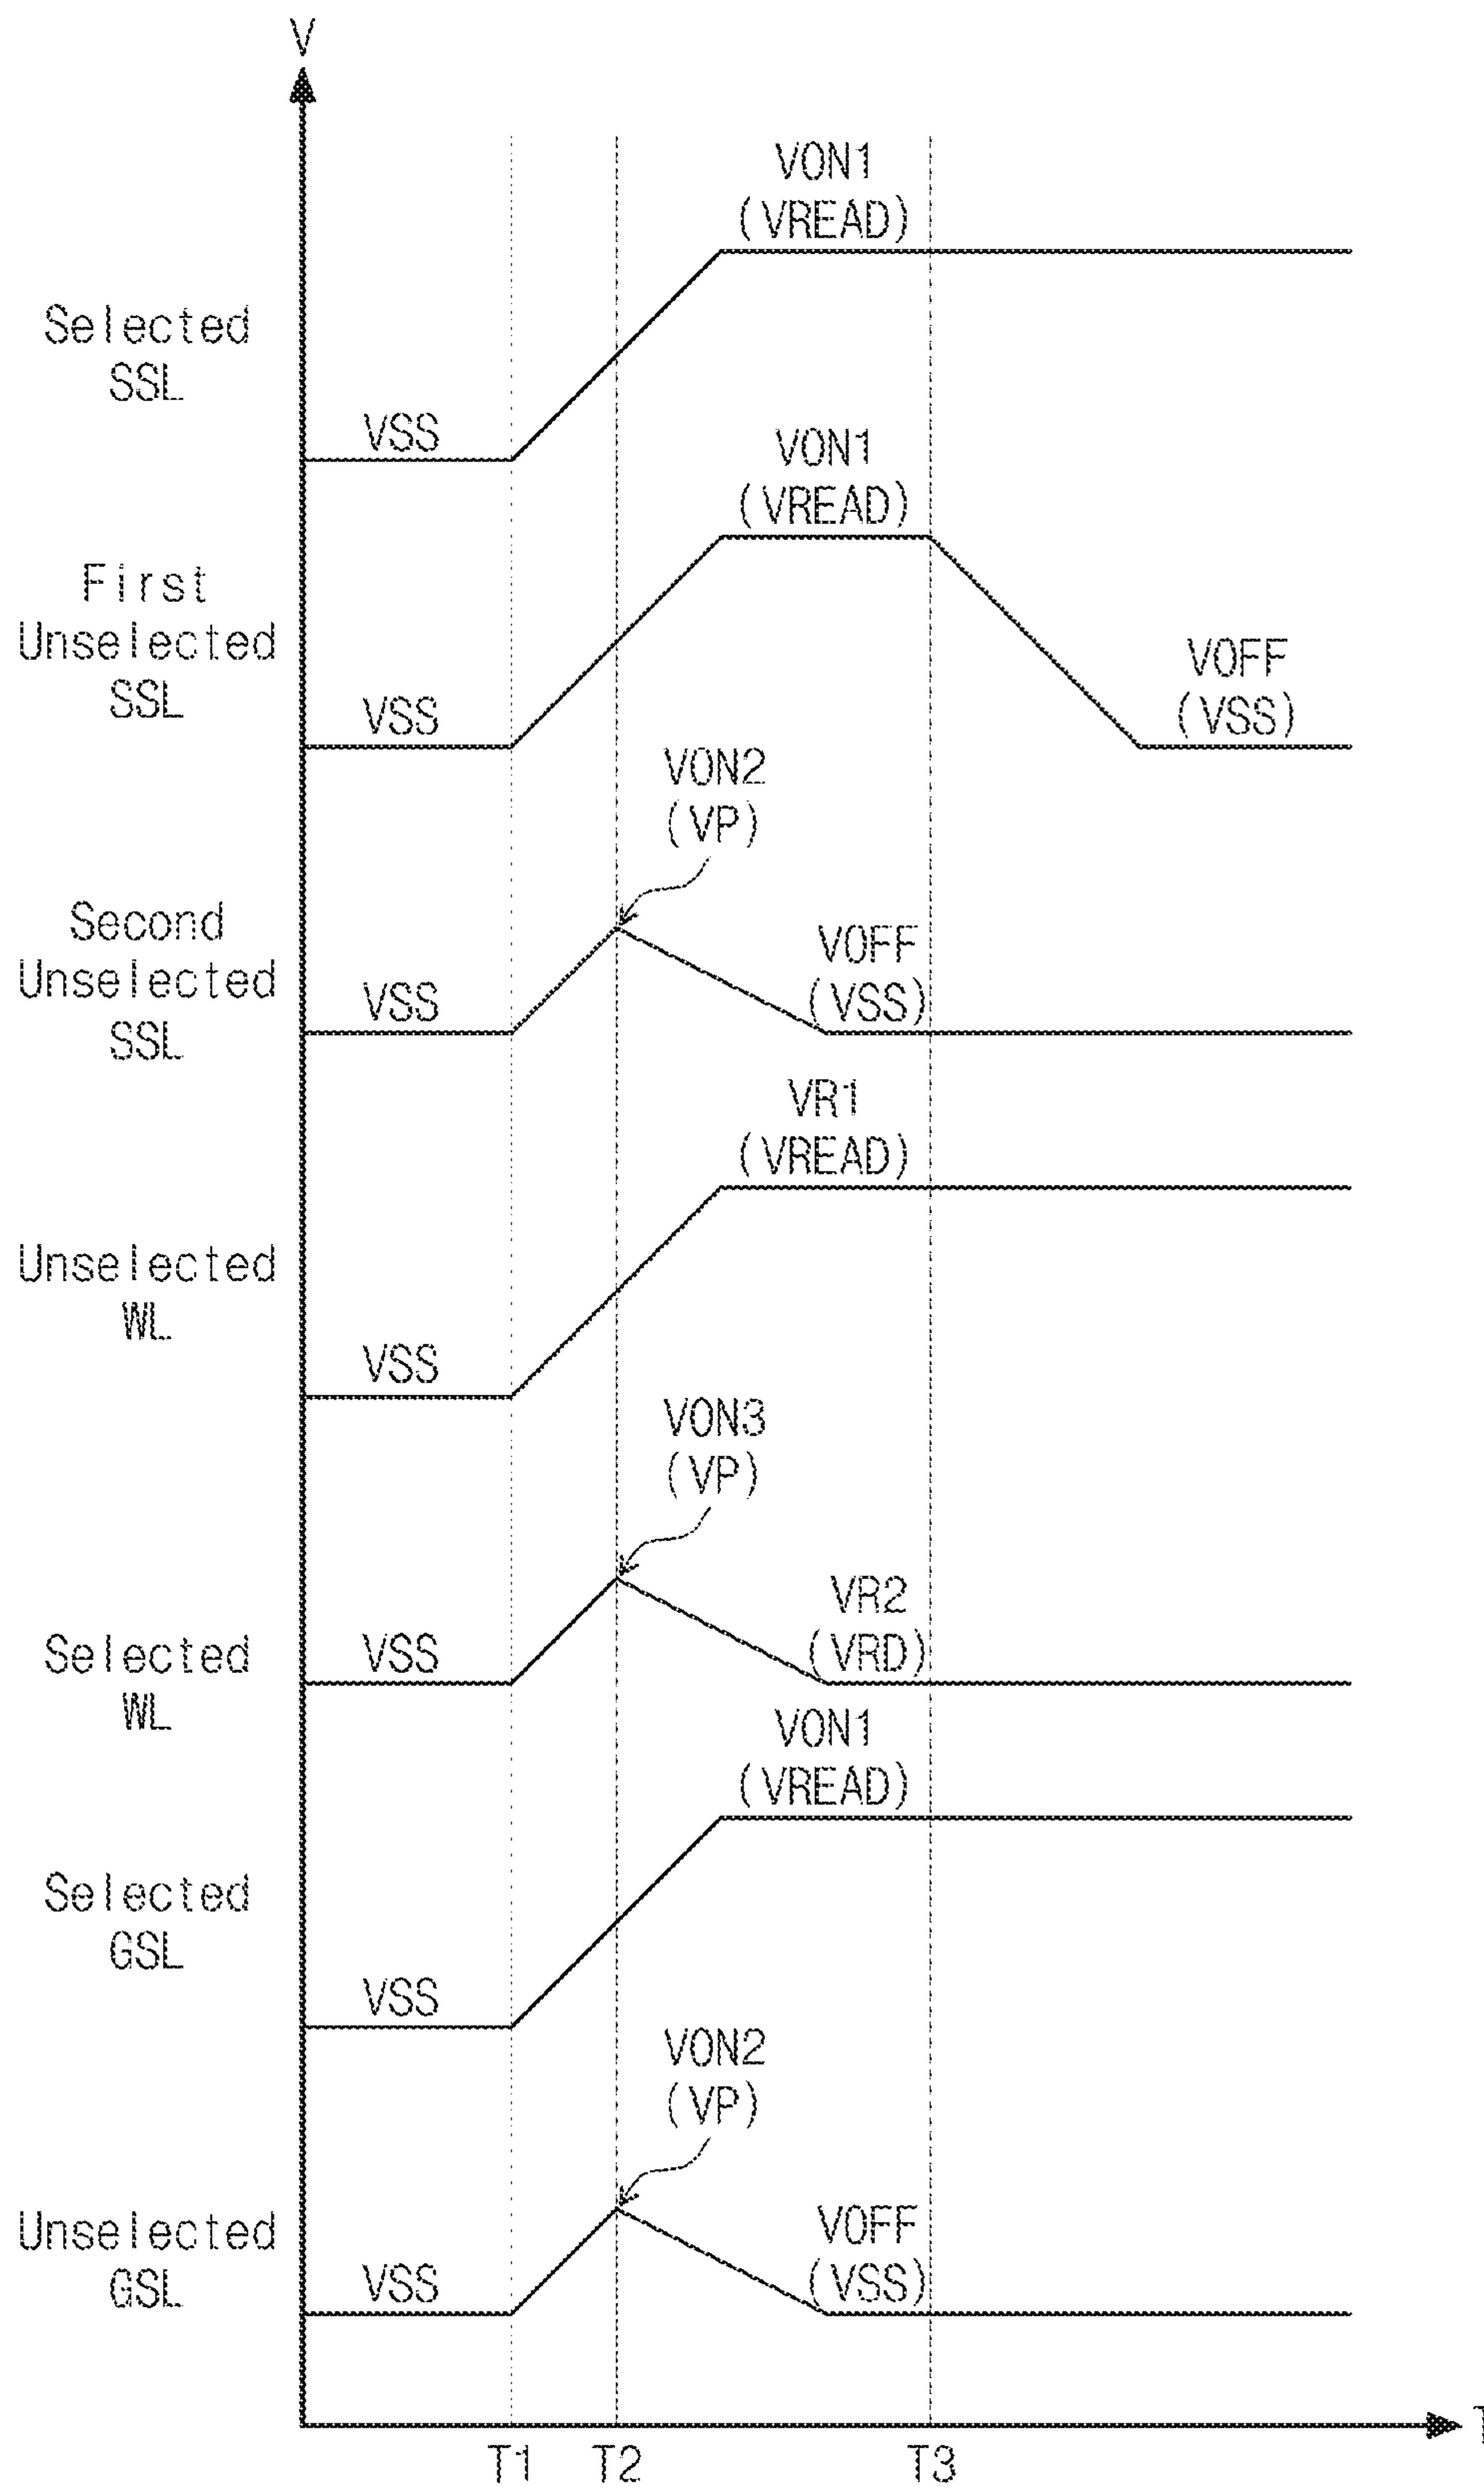 V
VON1
(VREAD)
Selected
SSL
VSS
VON1
(VREAD)
First
Unselected
SSL
VSS
VOFF
(VSS)
VON2
(VP)
Second
Unselected
SSL
VSS
VOFF
(VSS)
VR1
(VREAD)
Unselected
WL
VSS
VON3
(VP)
Selected
WL
VSS
VR2
(VRD)
VON1
(VREAD)
Selected
GSL
VSS
VON2
(VP)
Unselected
GSL
VSS
VOFF
(VSS)
T
T1 T2 T3